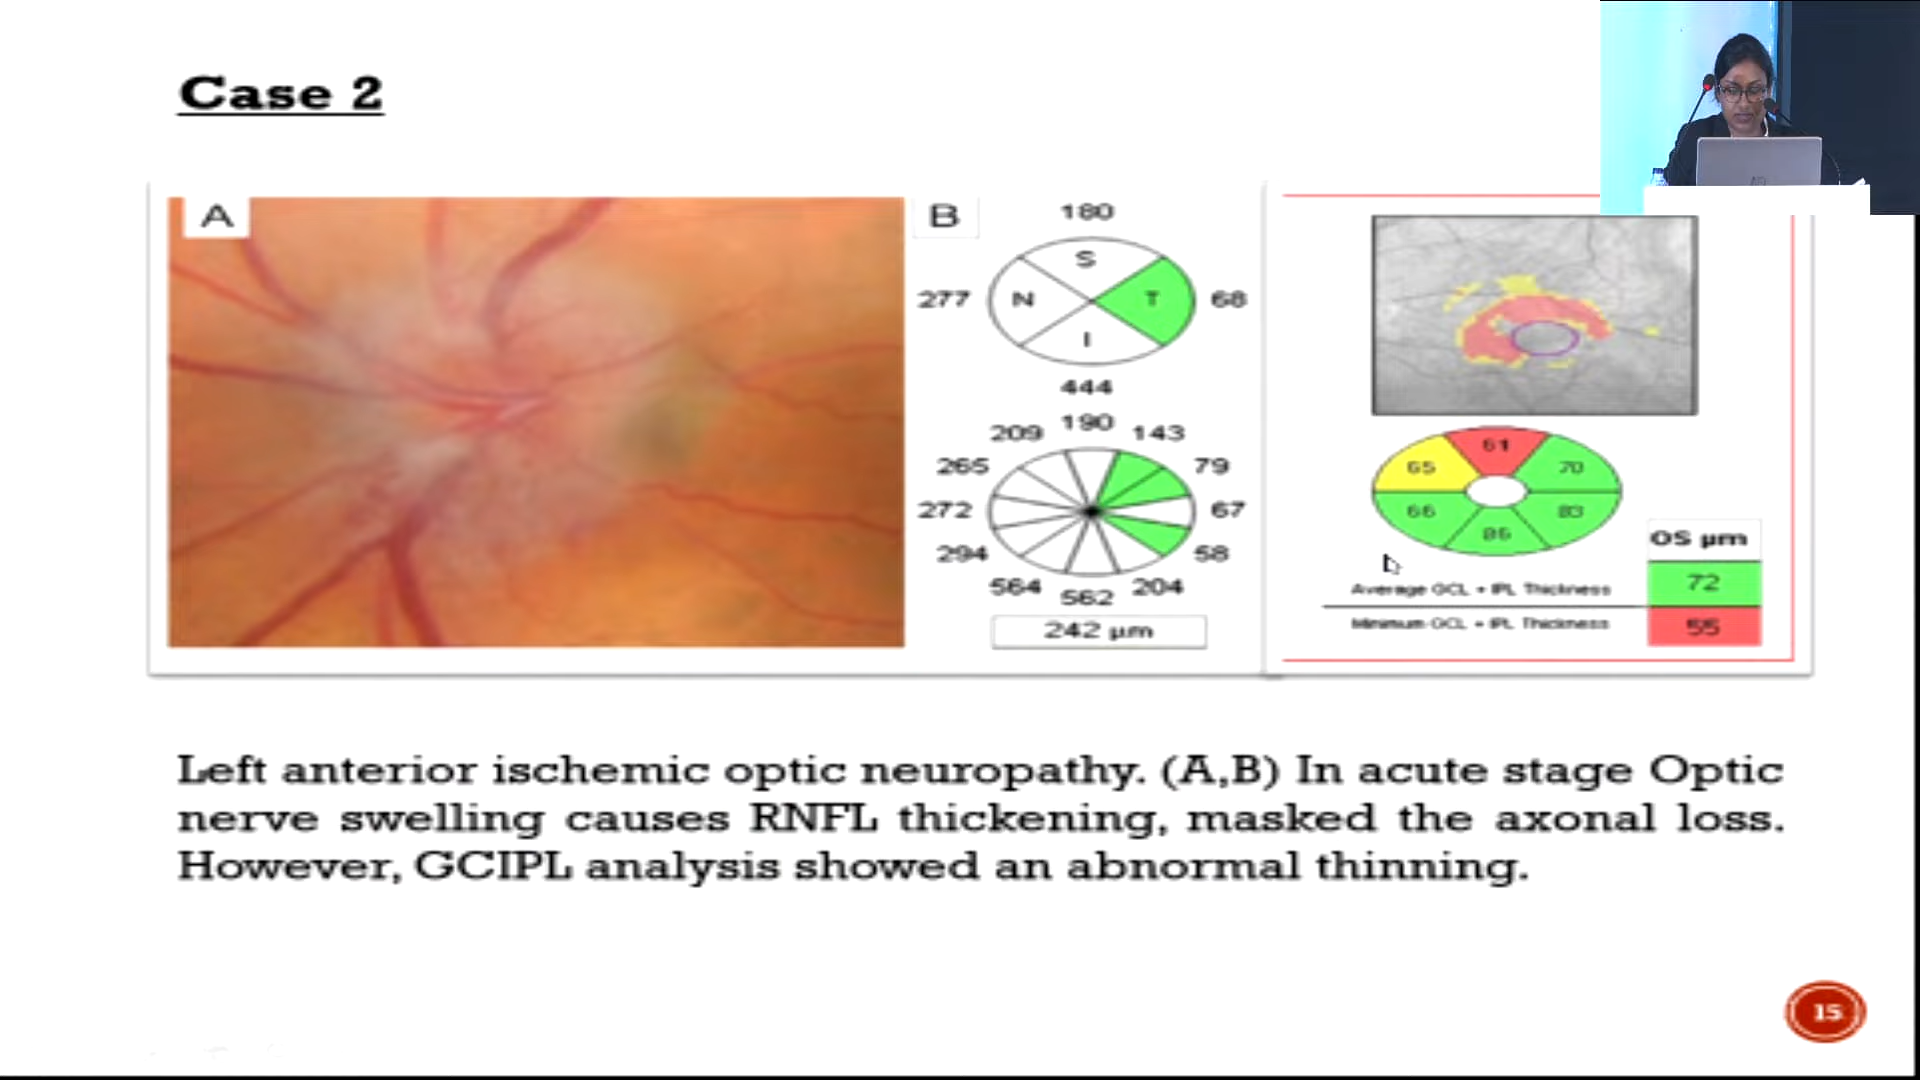 Case 2
A
B
180
S
277
N
T
68
I
444
190
209
143
265
79
272
67
294
58
564
204
562
242 µm
61
65
70
66
83
86
OS µm
Average GCL + IPL Thickness
72
Minimum GCL + IPL Thickness
55
Left anterior ischemic optic neuropathy. (A,B) In acute stage Optic
nerve swelling causes RNFL thickening, masked the axonal loss.
However, GCIPL analysis showed an abnormal thinning.
15